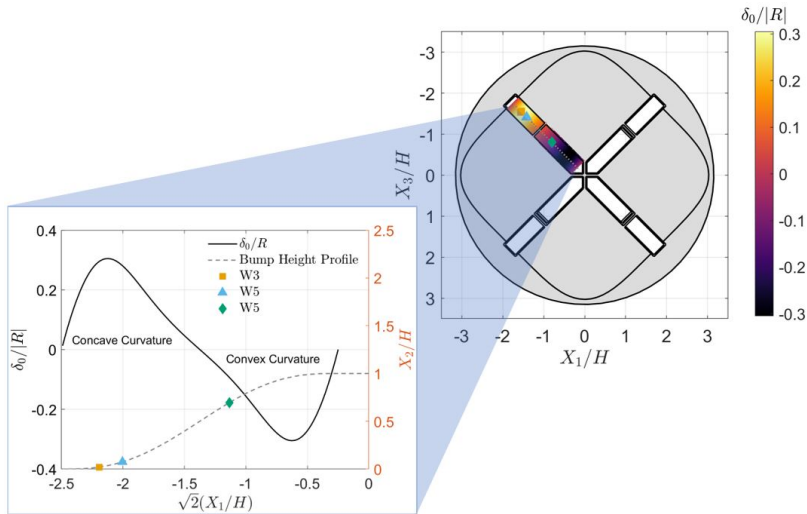 δ₀/|R|
-3
-2
-1
0
1
2
3
X₃/H
-3 -2 -1 0 1 2 3
X₁/H
0.3
0.2
0.1
0
-0.1
-0.2
-0.3
0.4
0.2
0
-0.2
-0.4
δ₀/|R|
δ₀/R
Bump Height Profile
W3
W5
W5
Concave Curvature
Convex Curvature
2.5
2
1.5
1
0.5
0
X₂/H
-2.5 -2 -1.5 -1 -0.5 0
√2(X₁/H)